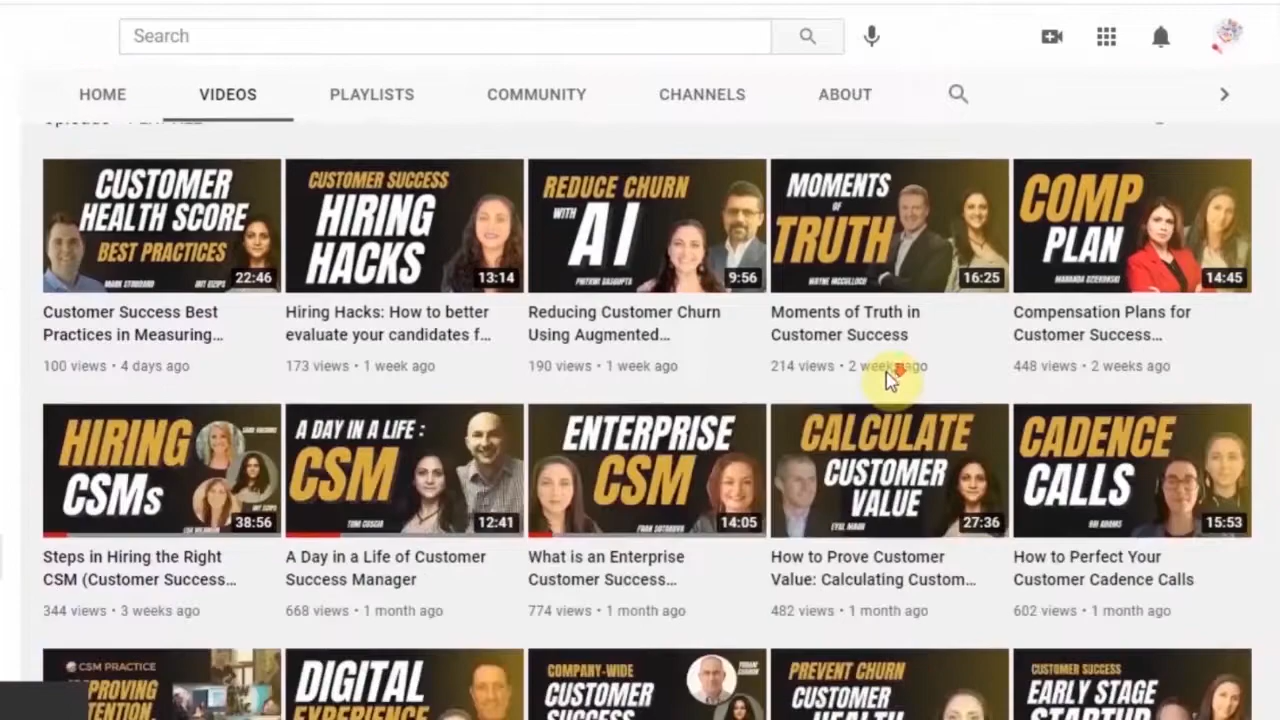 Search
HOME
VIDEOS
PLAYLISTS
COMMUNITY
CHANNELS
ABOUT
CUSTOMER
HEALTH SCORE
BEST PRACTICES
22:46
CUSTOMER SUCCESS
HIRING
HACKS
13:14
REDUCE CHURN
WITH
AI
9:56
MOMENTS
OF
TRUTH
WAYNE MCCULLOCH
16:25
COMP
PLAN
14:45
Customer Success Best
Practices in Measuring...
100 views • 4 days ago
Hiring Hacks: How to better
evaluate your candidates f...
173 views • 1 week ago
Reducing Customer Churn
Using Augmented...
190 views • 1 week ago
Moments of Truth in
Customer Success
214 views • 2 weeks ago
Compensation Plans for
Customer Success...
448 views • 2 weeks ago
HIRING
CSMs
38:56
A DAY IN A LIFE :
CSM
12:41
ENTERPRISE
CSM
14:05
CALCULATE
CUSTOMER
VALUE
27:36
CADENCE
CALLS
15:53
Steps in Hiring the Right
CSM (Customer Success...
344 views • 3 weeks ago
A Day in a Life of Customer
Success Manager
668 views • 1 month ago
What is an Enterprise
Customer Success...
774 views • 1 month ago
How to Prove Customer
Value: Calculating Custom...
482 views • 1 month ago
How to Perfect Your
Customer Cadence Calls
602 views • 1 month ago
CSM PRACTICE
DIGITAL
EXPERIENCE
COMPANY-WIDE
CUSTOMER
SUCCESS
PREVENT CHURN
CUSTOMER
HEALTH
CUSTOMER SUCCESS
EARLY STAGE
STARTUP